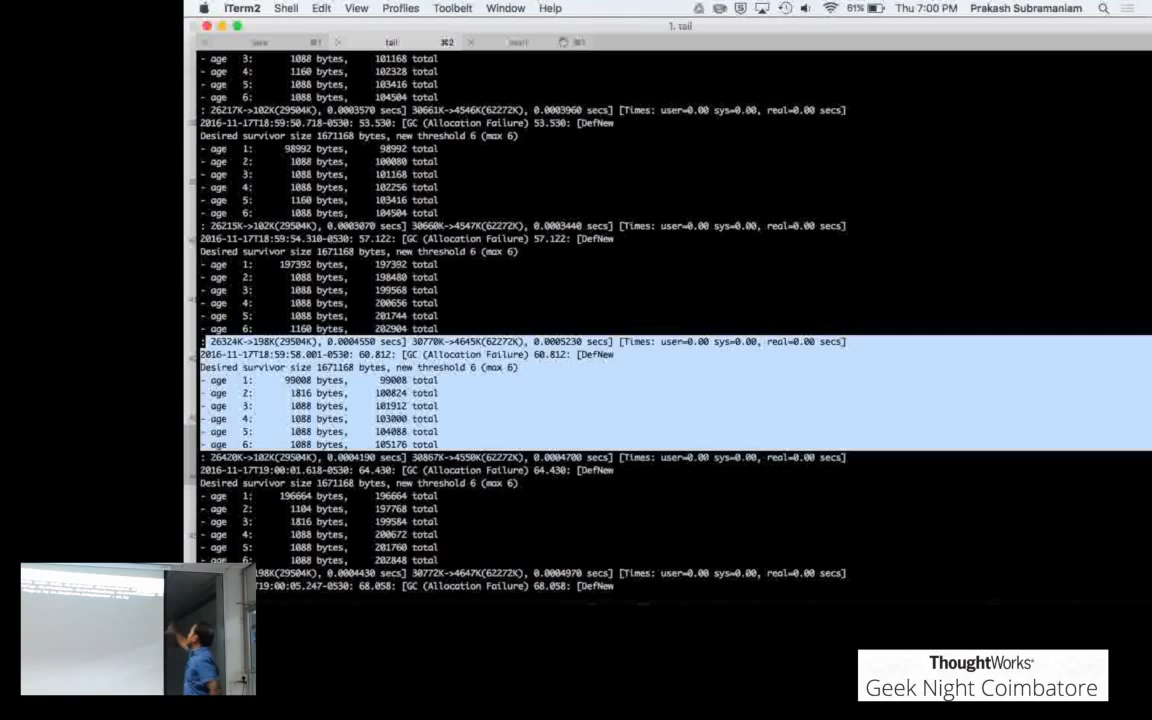 iTerm2 Shell Edit View Profiles Toolbelt Window Help 61% Thu 7:00 PM Prakash Subramaniam
1. tail
tail ⌘2
- age 3: 1088 bytes, 101168 total
- age 4: 1160 bytes, 102328 total
- age 5: 1088 bytes, 103416 total
- age 6: 1088 bytes, 104504 total
: 26217K->102K(29504K), 0.0003570 secs] 30661K->4546K(62272K), 0.0003960 secs] [Times: user=0.00 sys=0.00, real=0.00 secs]
2016-11-17T18:59:50.718-0530: 53.530: [GC (Allocation Failure) 53.530: [DefNew
Desired survivor size 1671168 bytes, new threshold 6 (max 6)
- age 1: 98992 bytes, 98992 total
- age 2: 1088 bytes, 100080 total
- age 3: 1088 bytes, 101168 total
- age 4: 1088 bytes, 102256 total
- age 5: 1160 bytes, 103416 total
- age 6: 1088 bytes, 104504 total
: 26215K->102K(29504K), 0.0003070 secs] 30660K->4547K(62272K), 0.0003440 secs] [Times: user=0.00 sys=0.00, real=0.00 secs]
2016-11-17T18:59:54.310-0530: 57.122: [GC (Allocation Failure) 57.122: [DefNew
Desired survivor size 1671168 bytes, new threshold 6 (max 6)
- age 1: 197392 bytes, 197392 total
- age 2: 1088 bytes, 198480 total
- age 3: 1088 bytes, 199568 total
- age 4: 1088 bytes, 200656 total
- age 5: 1088 bytes, 201744 total
- age 6: 1160 bytes, 202904 total
: 26324K->198K(29504K), 0.0004550 secs] 30770K->4645K(62272K), 0.0005230 secs] [Times: user=0.00 sys=0.00, real=0.00 secs]
2016-11-17T18:59:58.001-0530: 60.812: [GC (Allocation Failure) 60.812: [DefNew
Desired survivor size 1671168 bytes, new threshold 6 (max 6)
- age 1: 99008 bytes, 99008 total
- age 2: 1816 bytes, 100824 total
- age 3: 1088 bytes, 101912 total
- age 4: 1088 bytes, 103000 total
- age 5: 1088 bytes, 104088 total
- age 6: 1088 bytes, 105176 total
: 26420K->102K(29504K), 0.0004190 secs] 30867K->4550K(62272K), 0.0004700 secs] [Times: user=0.00 sys=0.00, real=0.00 secs]
2016-11-17T19:00:01.618-0530: 64.430: [GC (Allocation Failure) 64.430: [DefNew
Desired survivor size 1671168 bytes, new threshold 6 (max 6)
- age 1: 196664 bytes, 196664 total
- age 2: 1104 bytes, 197768 total
- age 3: 1816 bytes, 199584 total
- age 4: 1088 bytes, 200672 total
- age 5: 1088 bytes, 201760 total
- age 6: 1088 bytes, 202848 total
198K(29504K), 0.0004430 secs] 30772K->4647K(62272K), 0.0004970 secs] [Times: user=0.00 sys=0.00, real=0.00 secs]
19:00:05.247-0530: 68.058: [GC (Allocation Failure) 68.058: [DefNew
ThoughtWorks®
Geek Night Coimbatore